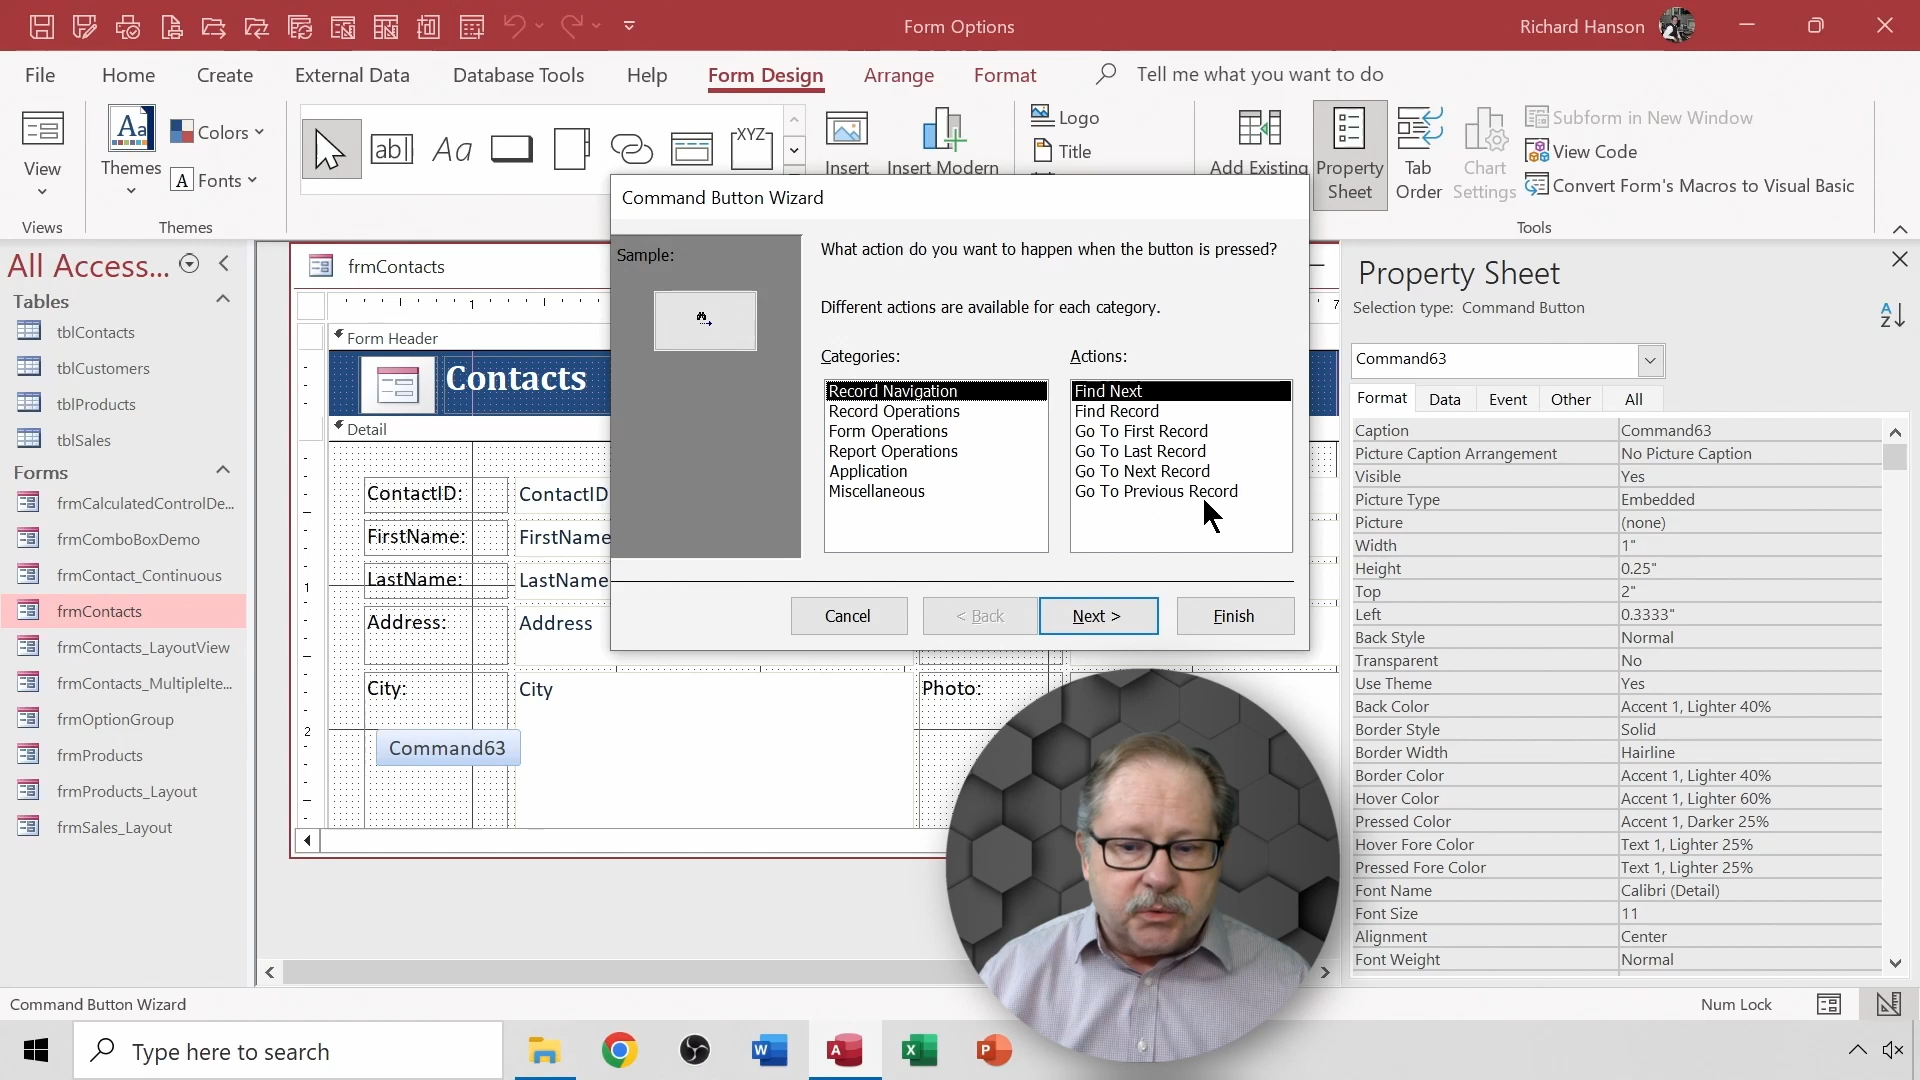 Form Options
Richard Hanson
File
Home
Create
External Data
Database Tools
Help
Form Design
Arrange
Format
Tell me what you want to do
View
Themes
Colors
Fonts
Aa
ab
Aa
XYZ
Insert
Insert Modern
Logo
Title
Add Existing
Property Sheet
Tab Order
Chart Settings
Subform in New Window
View Code
Convert Form's Macros to Visual Basic
Views
Themes
Tools
All Access...
Tables
tblContacts
tblCustomers
tblProducts
tblSales
Forms
frmCalculatedControlDe...
frmComboBoxDemo
frmContact_Continuous
frmContacts
frmContacts_LayoutView
frmContacts_MultipleIte...
frmOptionGroup
frmProducts
frmProducts_Layout
frmSales_Layout
frmContacts
1
7
Form Header
Contacts
Detail
ContactID:
ContactID
FirstName:
FirstName
1
LastName:
LastName
Address:
Address
City:
City
Photo:
2
Command63
Command Button Wizard
Sample:
What action do you want to happen when the button is pressed?
Different actions are available for each category.
Categories:
Actions:
Record Navigation
Record Operations
Form Operations
Report Operations
Application
Miscellaneous
Find Next
Find Record
Go To First Record
Go To Last Record
Go To Next Record
Go To Previous Record
Cancel
< Back
Next >
Finish
Property Sheet
Selection type: Command Button
Command63
Format
Data
Event
Other
All
Caption Command63
Picture Caption Arrangement No Picture Caption
Visible Yes
Picture Type Embedded
Picture (none)
Width 1"
Height 0.25"
Top 2"
Left 0.3333"
Back Style Normal
Transparent No
Use Theme Yes
Back Color Accent 1, Lighter 40%
Border Style Solid
Border Width Hairline
Border Color Accent 1, Lighter 40%
Hover Color Accent 1, Lighter 60%
Pressed Color Accent 1, Darker 25%
Hover Fore Color Text 1, Lighter 25%
Pressed Fore Color Text 1, Lighter 25%
Font Name Calibri (Detail)
Font Size 11
Alignment Center
Font Weight Normal
Command Button Wizard
Num Lock
Type here to search